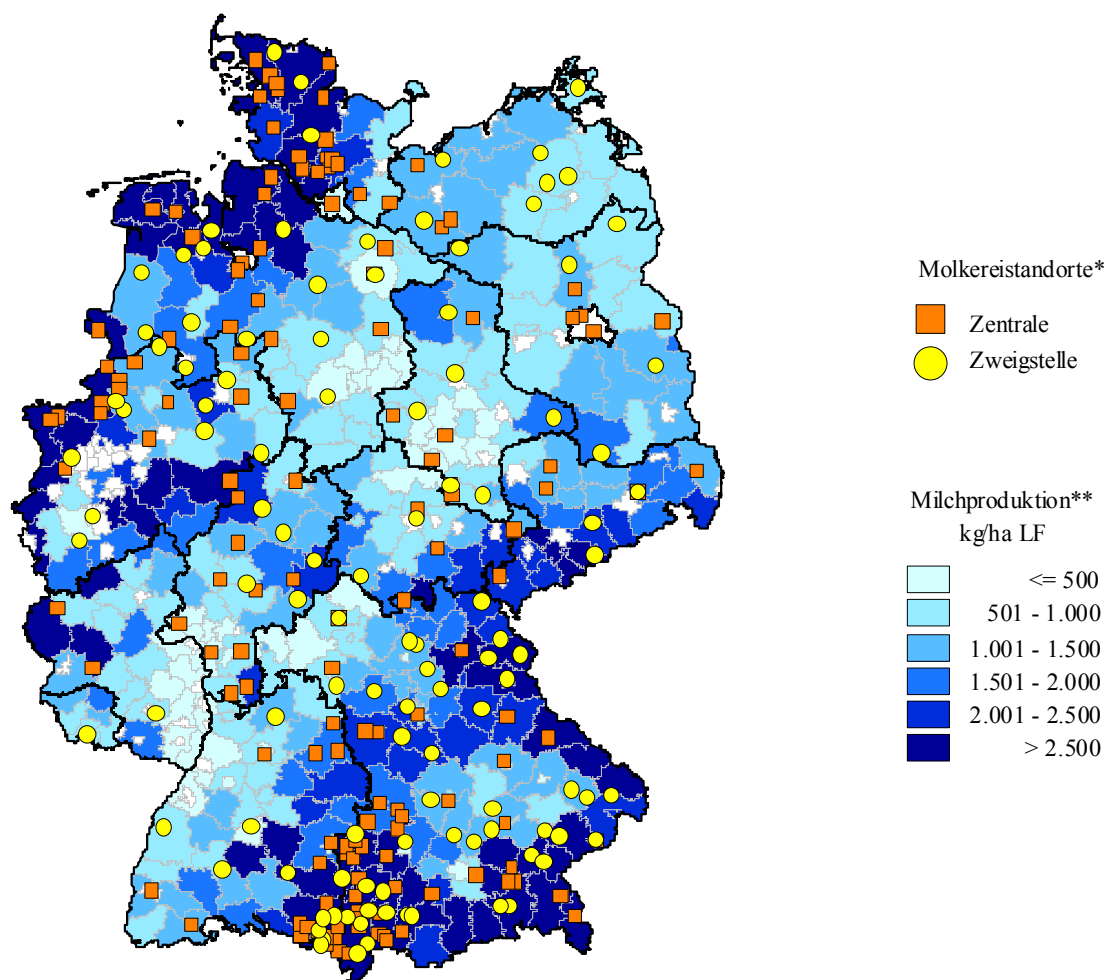 Molkereistandorte*
Zentrale
Zweigstelle
Milchproduktion**
kg/ha LF
<= 500
501 - 1.000
1.001 - 1.500
1.501 - 2.000
2.001 - 2.500
> 2.500